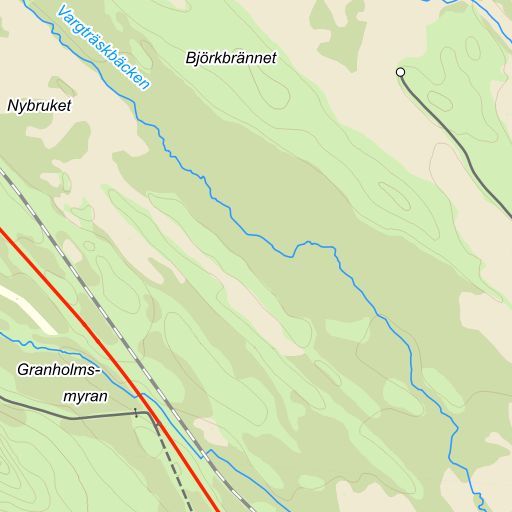 Vargträskbäcken
Björkbrännet
Nybruket
Granholms-
myran